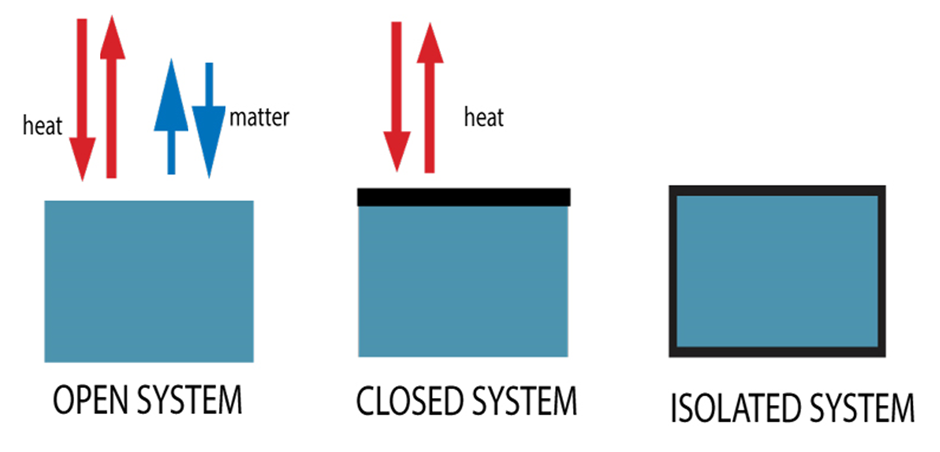 heat
matter
heat
OPEN SYSTEM
CLOSED SYSTEM
ISOLATED SYSTEM